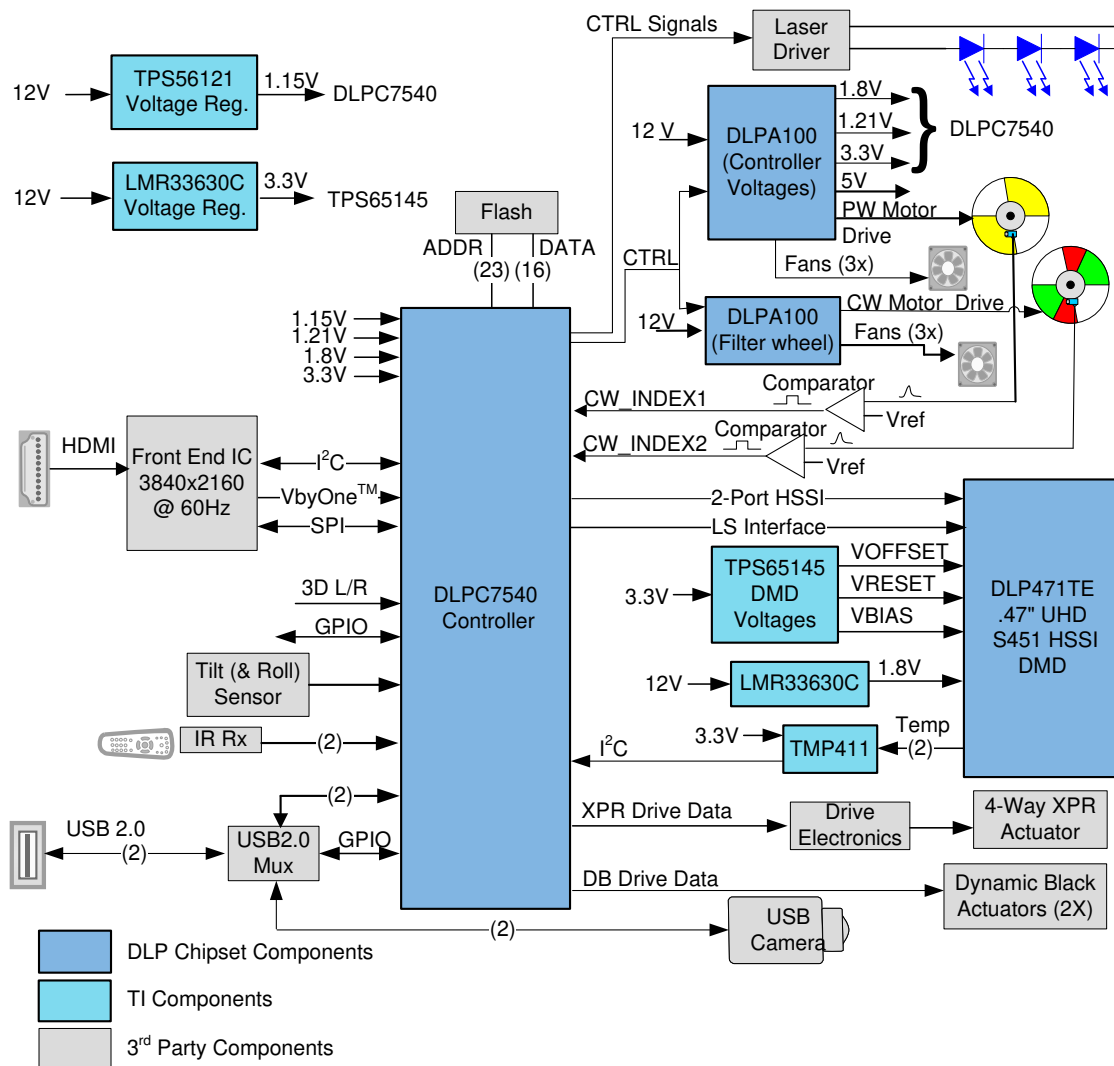 CTRL Signals
Laser
Driver
12V
TPS56121
Voltage Reg.
1.15V
DLPC7540
12V
LMR33630C
Voltage Reg.
3.3V
TPS65145
12 V
DLPA100
(Controller
Voltages)
1.8V
1.21V
3.3V
5V
DLPC7540
PW Motor
Drive
Fans (3x)
Flash
ADDR
(23)
DATA
(16)
CTRL
12V
DLPA100
(Filter wheel)
CW Motor Drive
Fans (3x)
1.15V
1.21V
1.8V
3.3V
CW_INDEX1
Comparator
Vref
CW_INDEX2
Comparator
Vref
HDMI
Front End IC
3840x2160
@ 60Hz
I2C
VbyOneTM
SPI
DLPC7540
Controller
2-Port HSSI
LS Interface
3.3V
TPS65145
DMD
Voltages
VOFFSET
VRESET
VBIAS
DLP471TE
.47" UHD
S451 HSSI
DMD
3D L/R
GPIO
Tilt (& Roll)
Sensor
12V
LMR33630C
1.8V
IR Rx
(2)
I2C
3.3V
TMP411
Temp
(2)
USB 2.0
(2)
USB2.0
Mux
(2)
GPIO
XPR Drive Data
Drive
Electronics
4-Way XPR
Actuator
DB Drive Data
Dynamic Black
Actuators (2X)
(2)
USB
Camera
DLP Chipset Components
TI Components
3rd Party Components